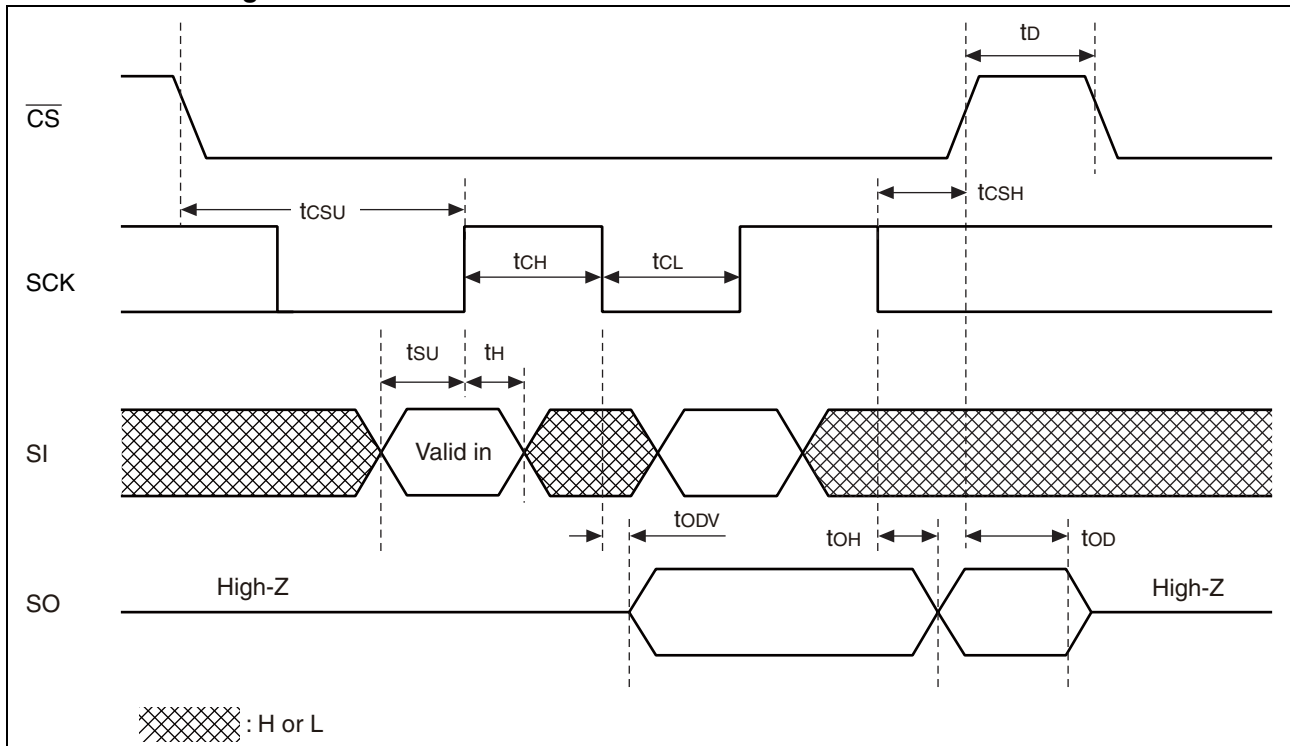 tD
CS
tCSU
tCSH
SCK
tCH
tCL
tSU
tH
SI
Valid in
tODV
tOH
tOD
SO
High-Z
High-Z
: H or L